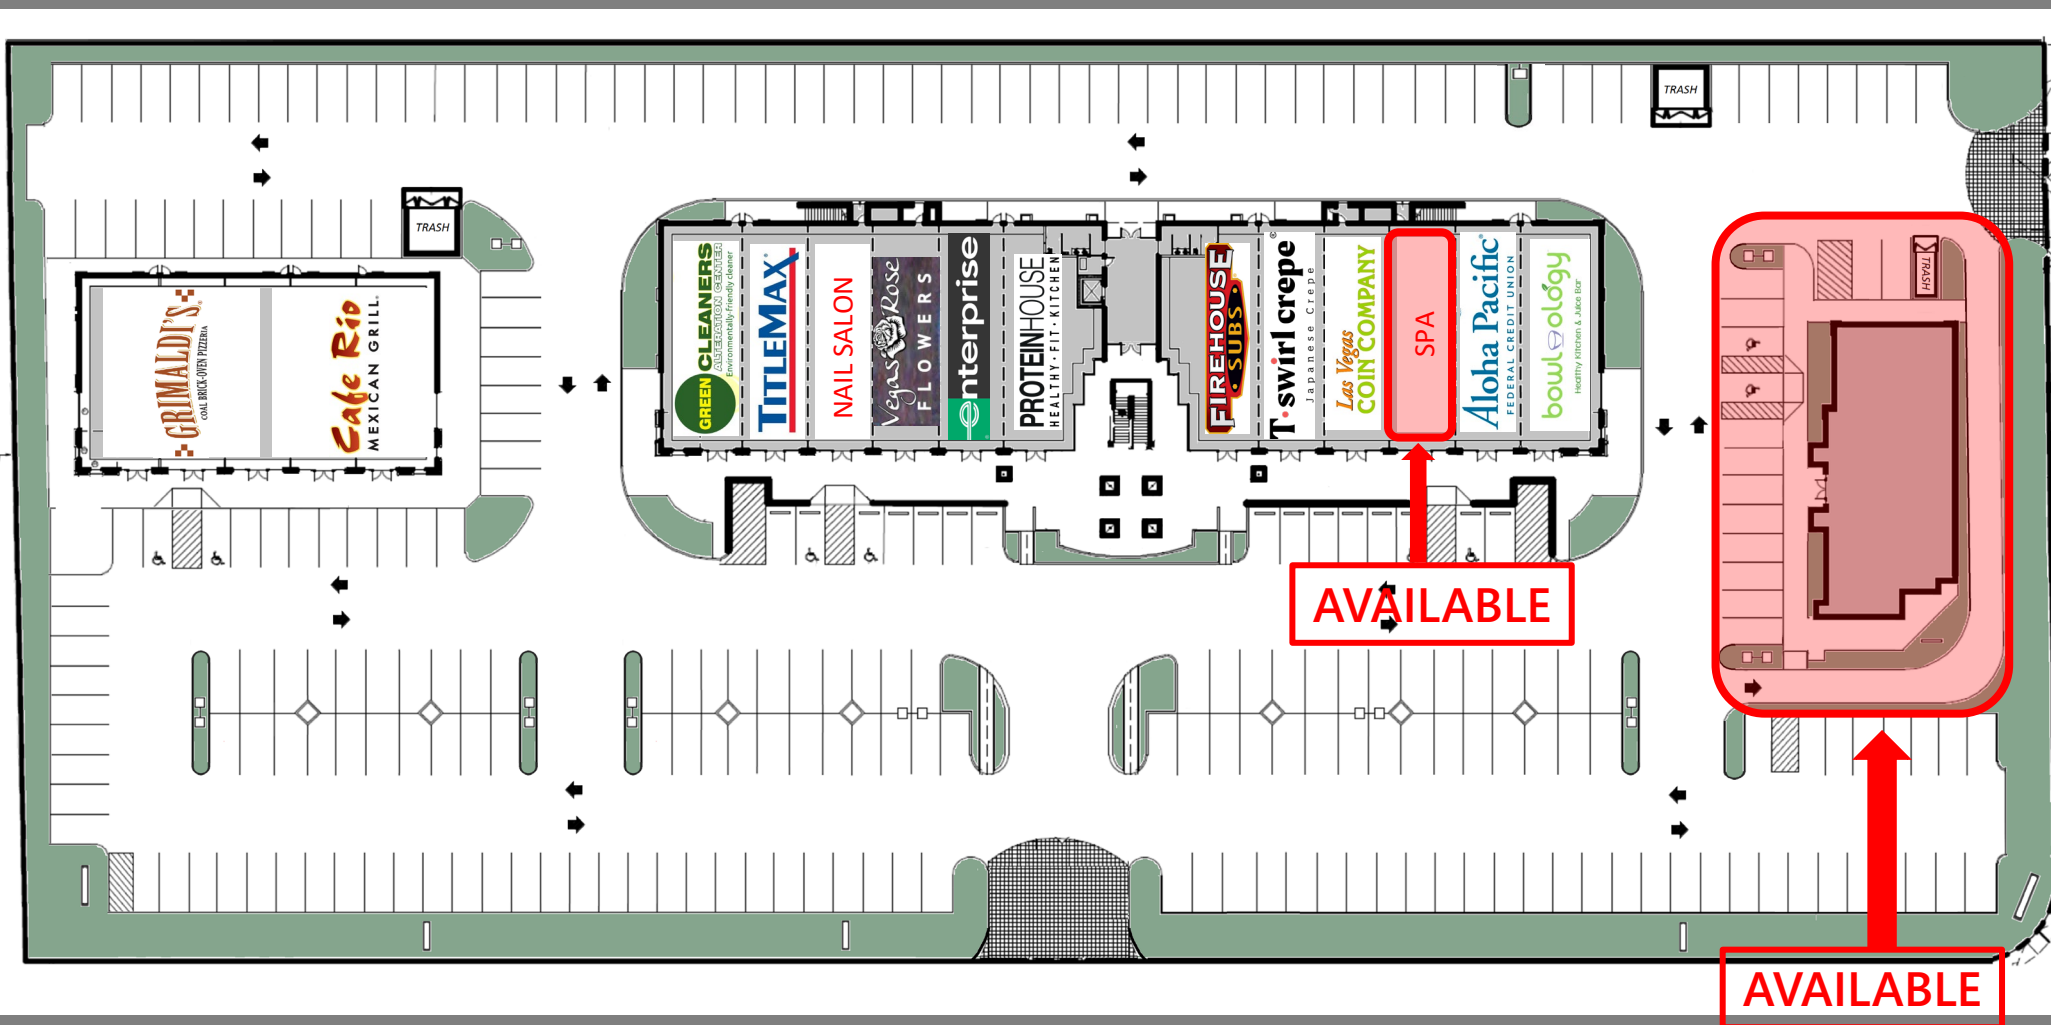 TRASH
TRASH
TRASH
GRIMALDI'S
COAL BRICK-OVEN PIZZERIA
Cafe Rio
MEXICAN GRILL
GREEN CLEANERS
ALTERATION CENTER
Environmentally-friendly cleaner
TITLEMAX
NAIL SALON
Vegas Rose
FLOWERS
enterprise
PROTEINHOUSE
HEALTHY·FIT·KITCHEN
FIREHOUSE
SUBS
T·swirl crepe
Japanese Crepe
Las Vegas
COIN COMPANY
SPA
Aloha Pacific
FEDERAL CREDIT UNION
bowlology
Healthy Kitchen & Juice Bar
AVAILABLE
AVAILABLE